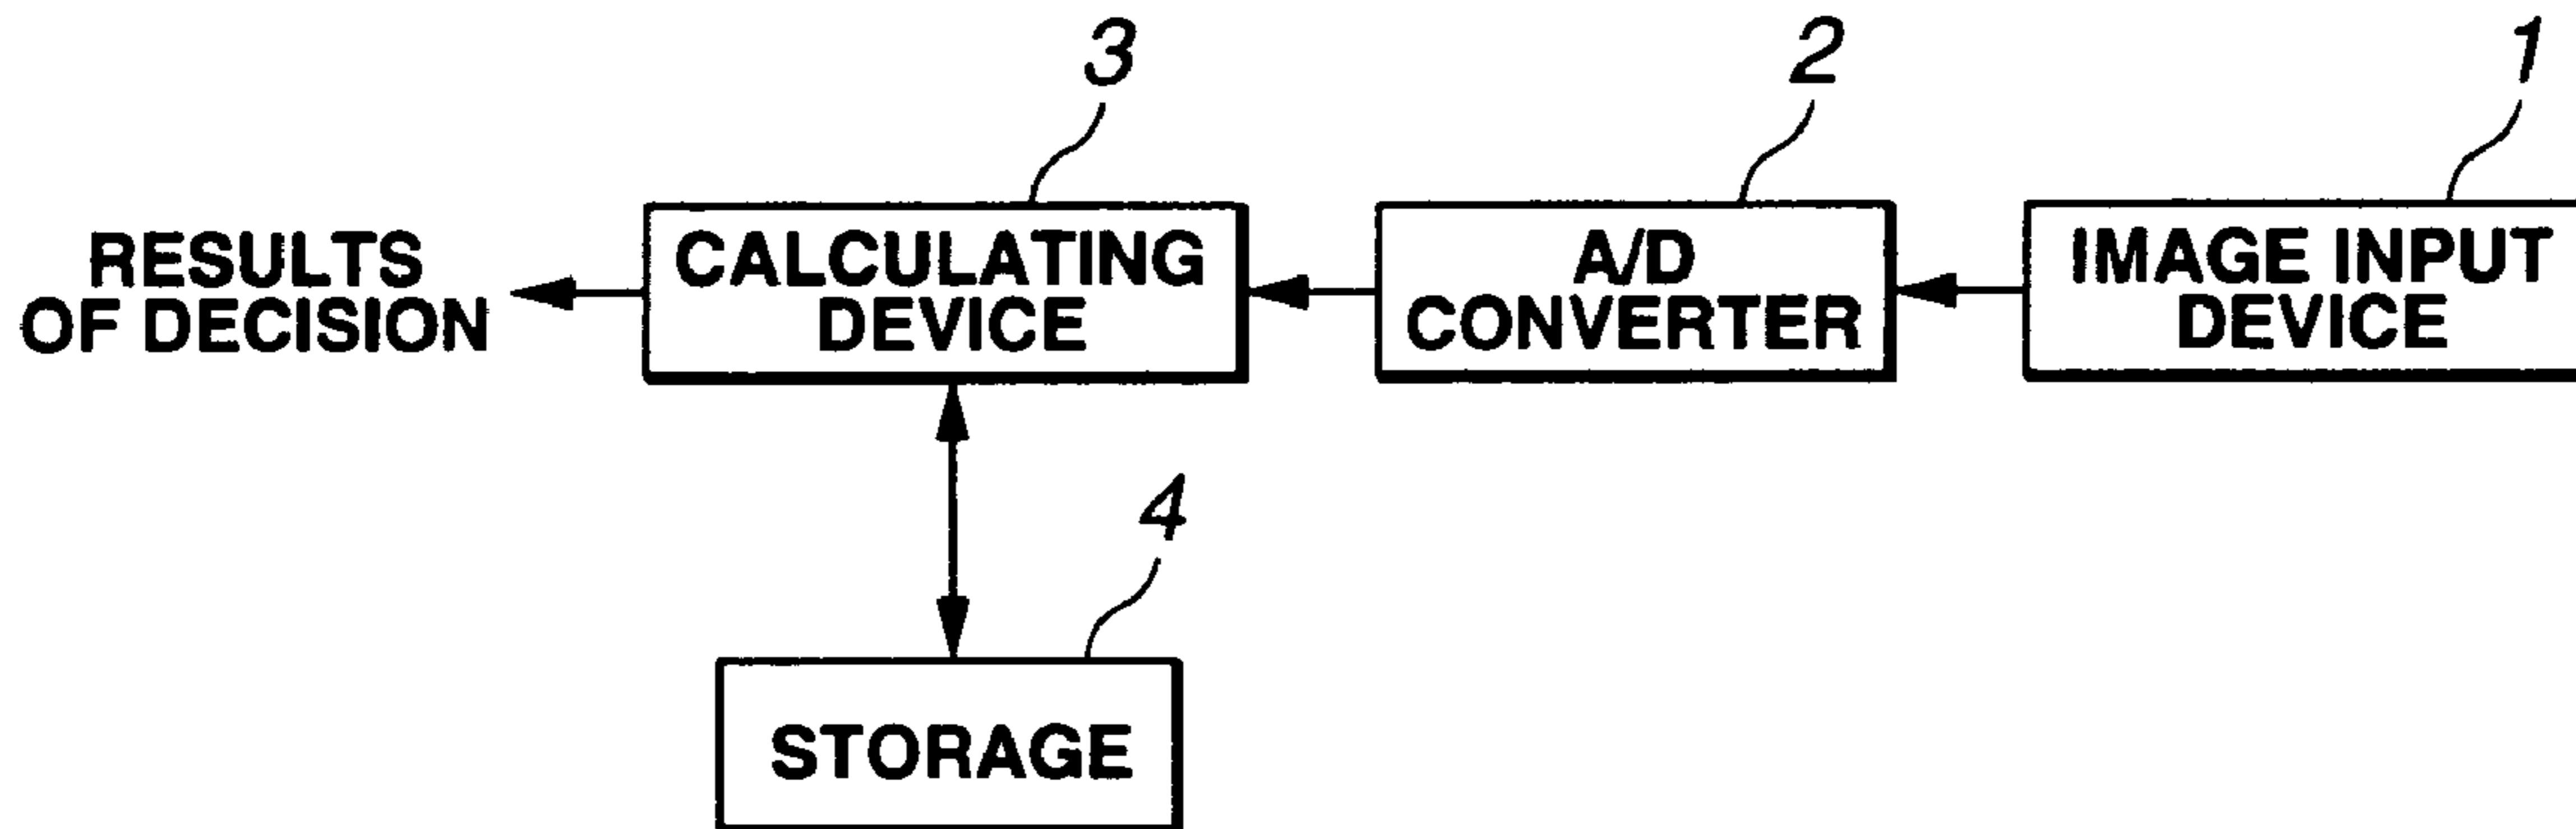 3
2
1
RESULTS
OF DECISION
CALCULATING
DEVICE
A/D
CONVERTER
IMAGE INPUT
DEVICE
4
STORAGE